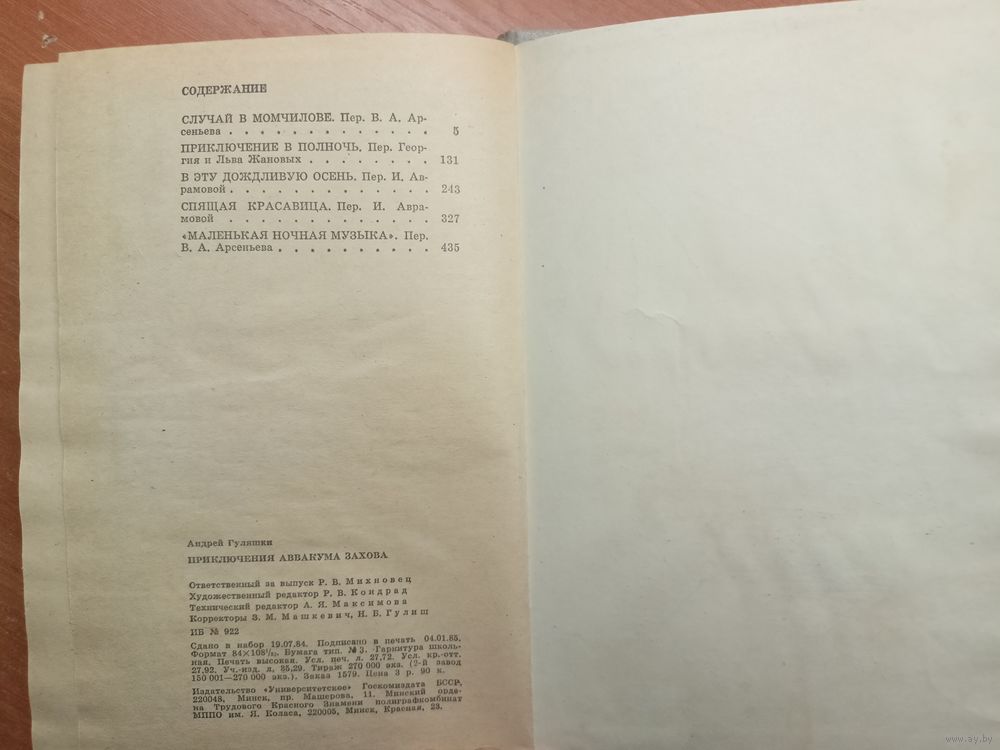 СОДЕРЖАНИЕ
СЛУЧАЙ В МОМЧИЛОВЕ. Пер. В. А. Ар-
сеньева . . . . . . . . . . . . . 5
ПРИКЛЮЧЕНИЕ В ПОЛНОЧЬ. Пер. Геор-
гия и Льва Жановых . . . . . . . . 131
В ЭТУ ДОЖДЛИВУЮ ОСЕНЬ. Пер. И. Ав-
рамовой . . . . . . . . . . . . . 243
СПЯЩАЯ КРАСАВИЦА. Пер. И. Авра-
мовой . . . . . . . . . . . . . 327
«МАЛЕНЬКАЯ НОЧНАЯ МУЗЫКА». Пер.
В. А. Арсеньева . . . . . . . . . . 435
Андрей Гуляшки
ПРИКЛЮЧЕНИЯ АВВАКУМА ЗАХОВА
Ответственный за выпуск Р. В. Михновец
Художественный редактор Р. В. Кондрад
Технический редактор А. Я. Максимова
Корректоры З. М. Машкевич, Н. Б. Гулиш
ИБ № 922
Сдано в набор 19.07.84. Подписано в печать 04.01.85.
Формат 84×108¹/₃₂. Бумага тип. № 3. Гарнитура школь-
ная. Печать высокая. Усл. печ. л. 27,72. Усл. кр.-отт.
27,92. Уч.-изд. л. 35,29. Тираж 270 000 экз. (2-й завод
150 001—270 000 экз.). Заказ 1579. Цена 3 р. 90 к.
Издательство «Университетское» Госкомиздата БССР,
220048, Минск, пр. Машерова, 11. Минский орде-
на Трудового Красного Знамени полиграфкомбинат
МППО им. Я. Коласа, 220005, Минск, Красная, 23.
www.ay.by